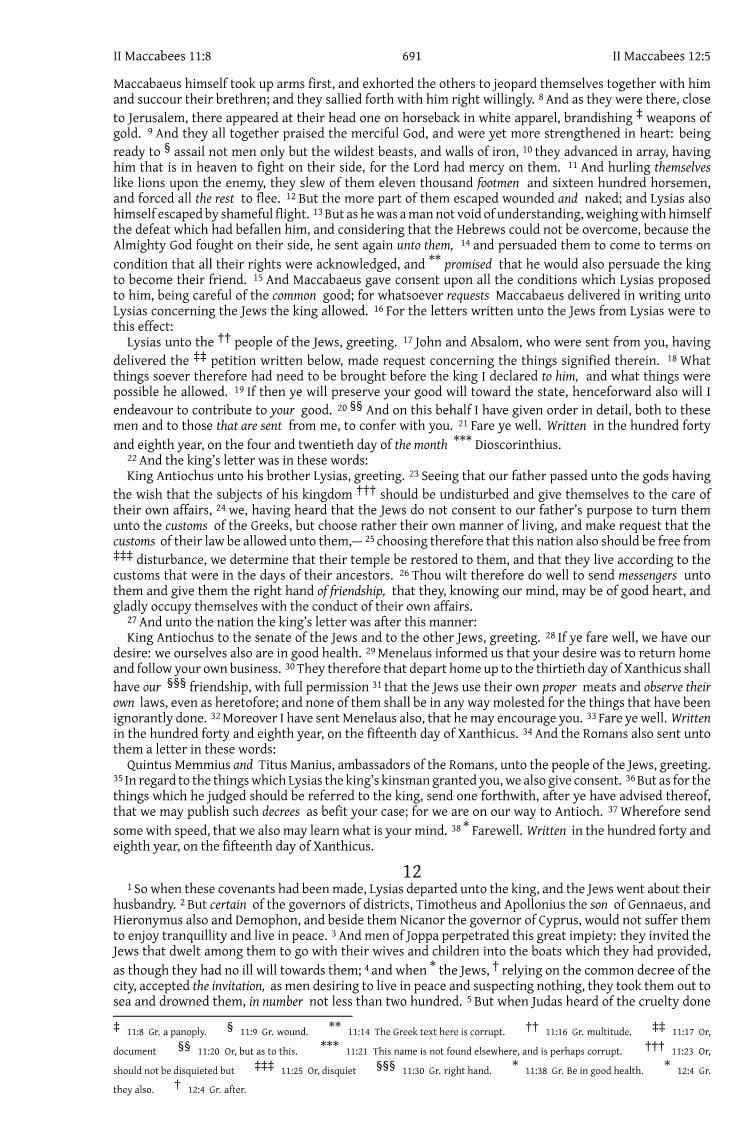 II Maccabees 11:8 691 II Maccabees 12:5
Maccabaeus himself took up arms first, and exhorted the others to jeopard themselves together with him
and succour their brethren; and they sallied forth with him right willingly. 8 And as they were there, close
to Jerusalem, there appeared at their head one on horseback in white apparel, brandishing ‡ weapons of
gold. 9 And they all together praised the merciful God, and were yet more strengthened in heart: being
ready to § assail not men only but the wildest beasts, and walls of iron, 10 they advanced in array, having
him that is in heaven to fight on their side, for the Lord had mercy on them. 11 And hurling themselves
like lions upon the enemy, they slew of them eleven thousand footmen and sixteen hundred horsemen,
and forced all the rest to flee. 12 But the more part of them escaped wounded and naked; and Lysias also
himself escaped by shameful flight. 13 But as he was a man not void of understanding, weighing with himself
the defeat which had befallen him, and considering that the Hebrews could not be overcome, because the
Almighty God fought on their side, he sent again unto them, 14 and persuaded them to come to terms on
condition that all their rights were acknowledged, and ** promised that he would also persuade the king
to become their friend. 15 And Maccabaeus gave consent upon all the conditions which Lysias proposed
to him, being careful of the common good; for whatsoever requests Maccabaeus delivered in writing unto
Lysias concerning the Jews the king allowed. 16 For the letters written unto the Jews from Lysias were to
this effect:
Lysias unto the †† people of the Jews, greeting. 17 John and Absalom, who were sent from you, having
delivered the ‡‡ petition written below, made request concerning the things signified therein. 18 What
things soever therefore had need to be brought before the king I declared to him, and what things were
possible he allowed. 19 If then ye will preserve your good will toward the state, henceforward also will I
endeavour to contribute to your good. 20 §§ And on this behalf I have given order in detail, both to these
men and to those that are sent from me, to confer with you. 21 Fare ye well. Written in the hundred forty
and eighth year, on the four and twentieth day of the month *** Dioscorinthius.
22 And the king's letter was in these words:
King Antiochus unto his brother Lysias, greeting. 23 Seeing that our father passed unto the gods having
the wish that the subjects of his kingdom ††† should be undisturbed and give themselves to the care of
their own affairs, 24 we, having heard that the Jews do not consent to our father's purpose to turn them
unto the customs of the Greeks, but choose rather their own manner of living, and make request that the
customs of their law be allowed unto them,— 25 choosing therefore that this nation also should be free from
‡‡‡ disturbance, we determine that their temple be restored to them, and that they live according to the
customs that were in the days of their ancestors. 26 Thou wilt therefore do well to send messengers unto
them and give them the right hand of friendship, that they, knowing our mind, may be of good heart, and
gladly occupy themselves with the conduct of their own affairs.
27 And unto the nation the king's letter was after this manner:
King Antiochus to the senate of the Jews and to the other Jews, greeting. 28 If ye fare well, we have our
desire: we ourselves also are in good health. 29 Menelaus informed us that your desire was to return home
and follow your own business. 30 They therefore that depart home up to the thirtieth day of Xanthicus shall
have our §§§ friendship, with full permission 31 that the Jews use their own proper meats and observe their
own laws, even as heretofore; and none of them shall be in any way molested for the things that have been
ignorantly done. 32 Moreover I have sent Menelaus also, that he may encourage you. 33 Fare ye well. Written
in the hundred forty and eighth year, on the fifteenth day of Xanthicus. 34 And the Romans also sent unto
them a letter in these words:
Quintus Memmius and Titus Manius, ambassadors of the Romans, unto the people of the Jews, greeting.
35 In regard to the things which Lysias the king's kinsman granted you, we also give consent. 36 But as for the
things which he judged should be referred to the king, send one forthwith, after ye have advised thereof,
that we may publish such decrees as befit your case; for we are on our way to Antioch. 37 Wherefore send
some with speed, that we also may learn what is your mind. 38 * Farewell. Written in the hundred forty and
eighth year, on the fifteenth day of Xanthicus.
12
1 So when these covenants had been made, Lysias departed unto the king, and the Jews went about their
husbandry. 2 But certain of the governors of districts, Timotheus and Apollonius the son of Gennaeus, and
Hieronymus also and Demophon, and beside them Nicanor the governor of Cyprus, would not suffer them
to enjoy tranquillity and live in peace. 3 And men of Joppa perpetrated this great impiety: they invited the
Jews that dwelt among them to go with their wives and children into the boats which they had provided,
as though they had no ill will towards them; 4 and when * the Jews, † relying on the common decree of the
city, accepted the invitation, as men desiring to live in peace and suspecting nothing, they took them out to
sea and drowned them, in number not less than two hundred. 5 But when Judas heard of the cruelty done
‡ 11:8 Gr. a panoply. § 11:9 Gr. wound. ** 11:14 The Greek text here is corrupt. †† 11:16 Gr. multitude. ‡‡ 11:17 Or,
document §§ 11:20 Or, but as to this. *** 11:21 This name is not found elsewhere, and is perhaps corrupt. ††† 11:23 Or,
should not be disquieted but ‡‡‡ 11:25 Or, disquiet §§§ 11:30 Gr. right hand. * 11:38 Gr. Be in good health. * 12:4 Gr.
they also. † 12:4 Gr. after.